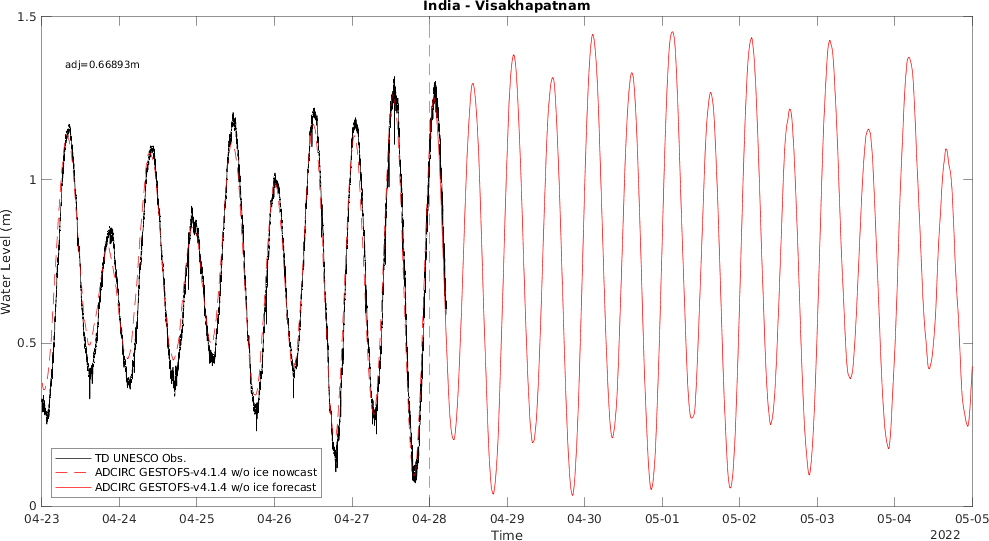 India - Visakhapatnam
adj=0.66893m
1.5
1
0.5
0
Water Level (m)
TD UNESCO Obs.
ADCIRC GESTOFS-v4.1.4 w/o ice nowcast
ADCIRC GESTOFS-v4.1.4 w/o ice forecast
04-23 04-24 04-25 04-26 04-27 04-28 04-29 04-30 05-01 05-02 05-03 05-04 05-05
Time
2022